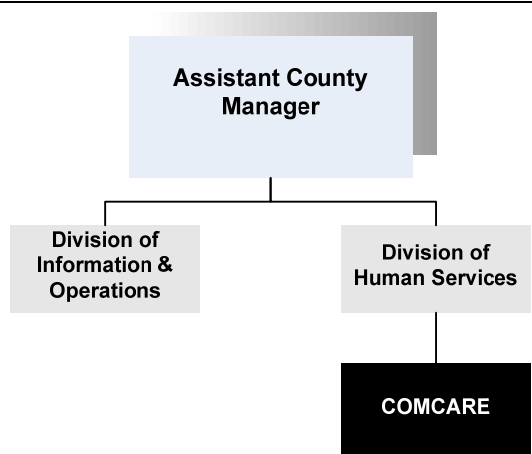 Assistant County
Manager
Division of
Information &
Operations
Division of
Human Services
COMCARE